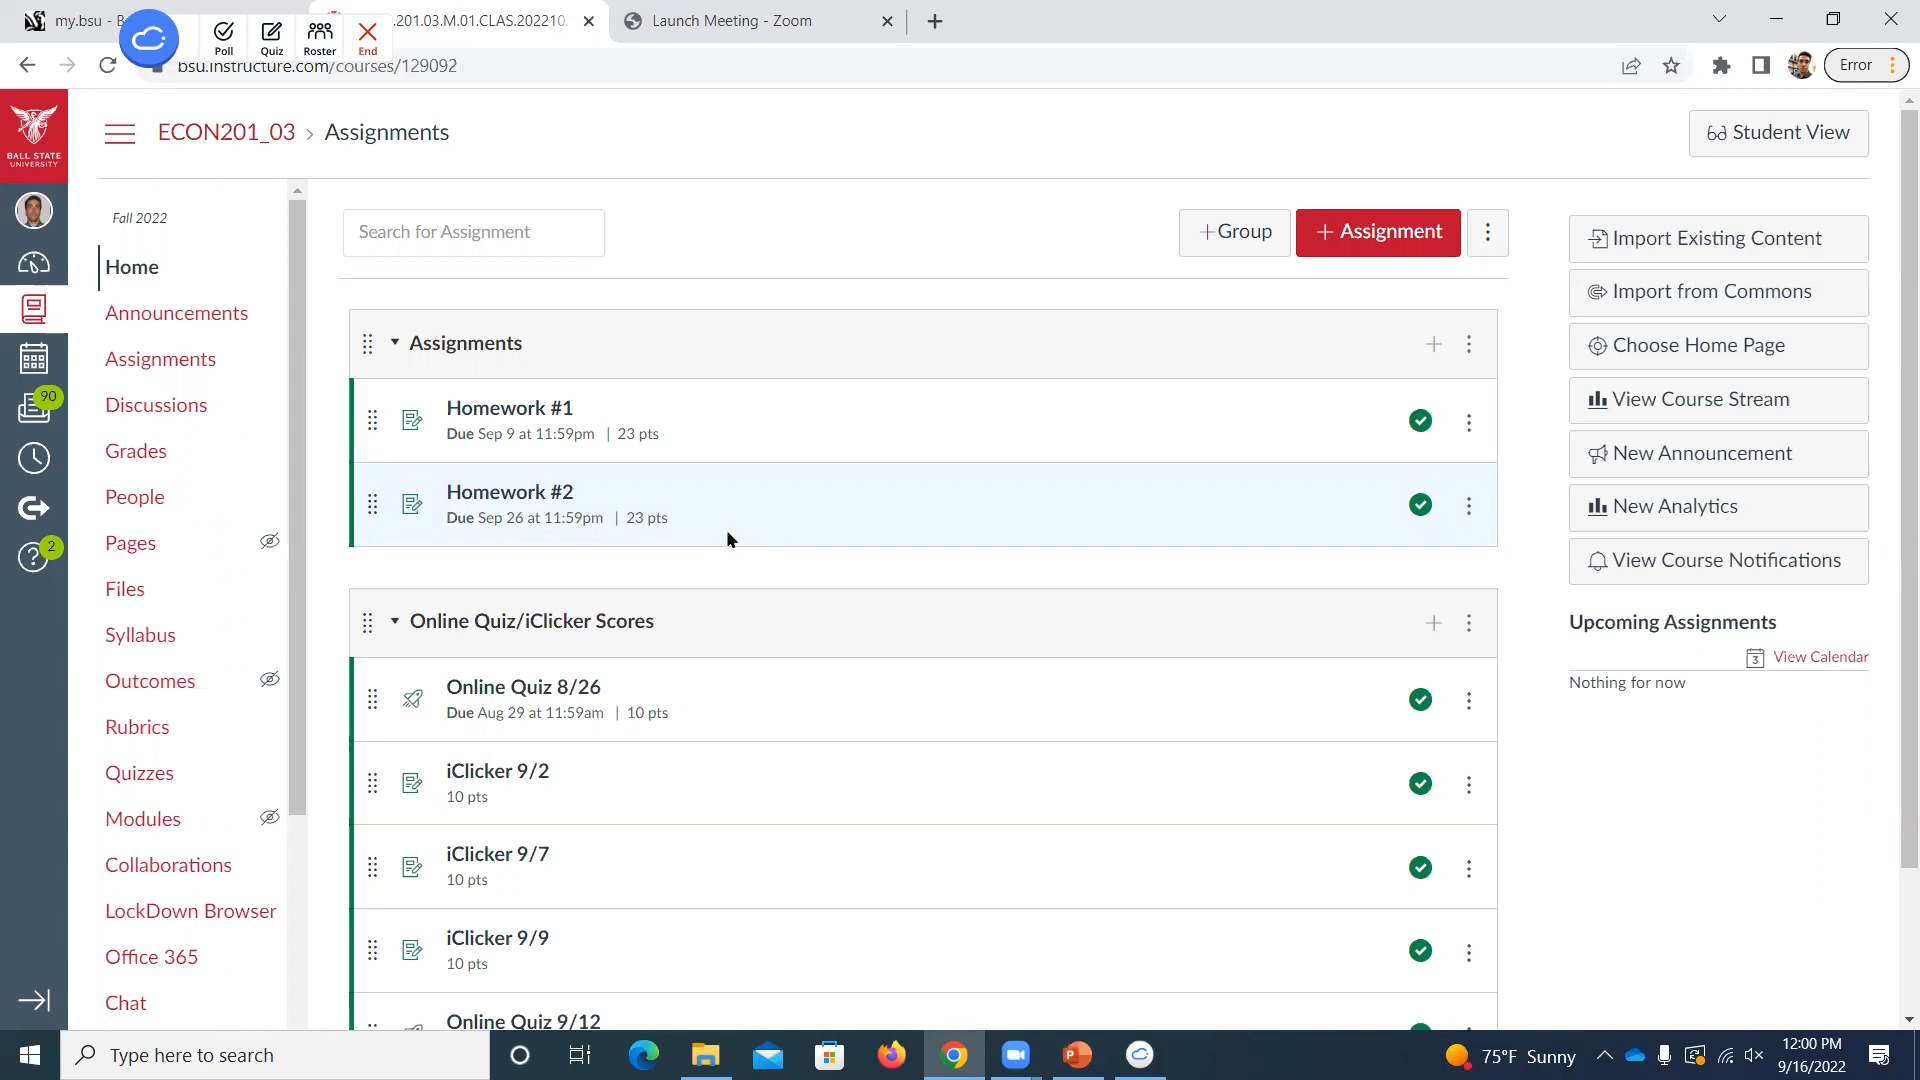 my.bsu - B
.201.03.M.01.CLAS.202210.
Launch Meeting - Zoom
Poll
Quiz
Roster
End
bsu.instructure.com/courses/129092
Error
BALL STATE
UNIVERSITY
ECON201_03 › Assignments
Student View
Fall 2022
Home
Announcements
Assignments
Discussions
Grades
People
Pages
Files
Syllabus
Outcomes
Rubrics
Quizzes
Modules
Collaborations
LockDown Browser
Office 365
Chat
90
2
Search for Assignment
+Group
+ Assignment
Assignments
Homework #1
Due Sep 9 at 11:59pm | 23 pts
Homework #2
Due Sep 26 at 11:59pm | 23 pts
Online Quiz/iClicker Scores
Online Quiz 8/26
Due Aug 29 at 11:59am | 10 pts
iClicker 9/2
10 pts
iClicker 9/7
10 pts
iClicker 9/9
10 pts
Online Quiz 9/12
Import Existing Content
Import from Commons
Choose Home Page
View Course Stream
New Announcement
New Analytics
View Course Notifications
Upcoming Assignments
3 View Calendar
Nothing for now
Type here to search
75°F Sunny
12:00 PM
9/16/2022